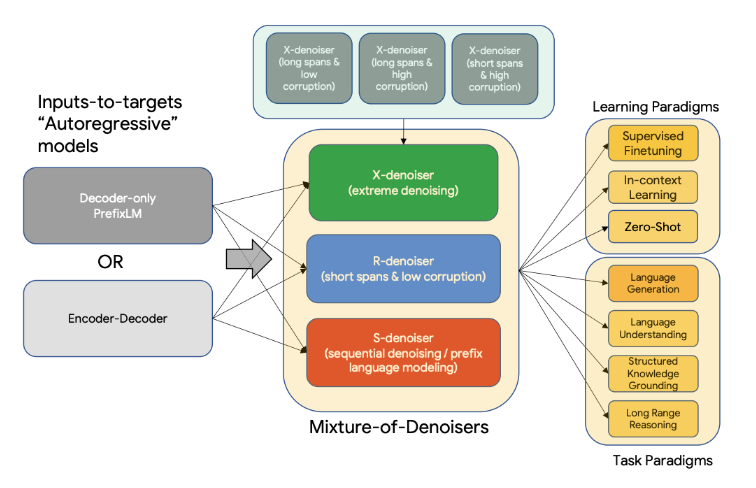 X-denoiser
(long spans &
low
corruption)
X-denoiser
(long spans &
high
corruption)
X-denoiser
(short spans
& high
corruption)
Inputs-to-targets
“Autoregressive”
models
Decoder-only
PrefixLM
OR
Encoder-Decoder
X-denoiser
(extreme denoising)
R-denoiser
(short spans & low corruption)
S-denoiser
(sequential denoising / prefix
language modeling)
Mixture-of-Denoisers
Learning Paradigms
Supervised
Finetuning
In-context
Learning
Zero-Shot
Language
Generation
Language
Understanding
Structured
Knowledge
Grounding
Long Range
Reasoning
Task Paradigms